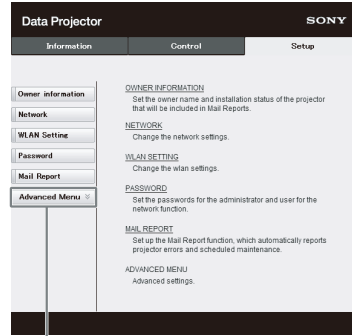 Data Projector
SONY
Information
Control
Setup
Owner information
Network
WLAN Setting
Password
Mail Report
Advanced Menu
OWNER INFORMATION
Set the owner name and installation status of the projector
that will be included in Mail Reports.
NETWORK
Change the network settings.
WLAN SETTING
Change the wlan settings.
PASSWORD
Set the passwords for the administrator and user for the
network function.
MAIL REPORT
Set up the Mail Report function, which automatically reports
projector errors and scheduled maintenance.
ADVANCED MENU
Advanced settings.